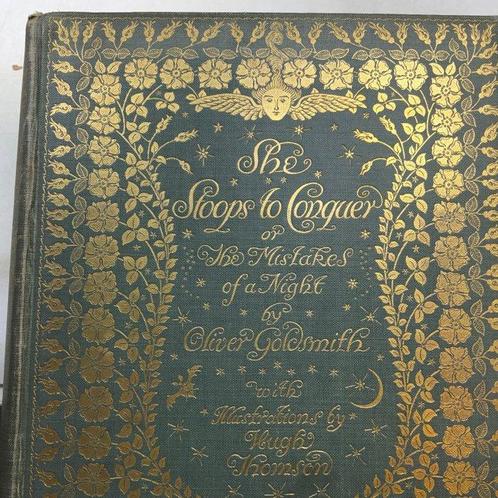 She
Stoops to Conquer
or
The Mistakes
of a Night
by
Oliver Goldsmith
with
Illustrations by
Hugh
Thomson